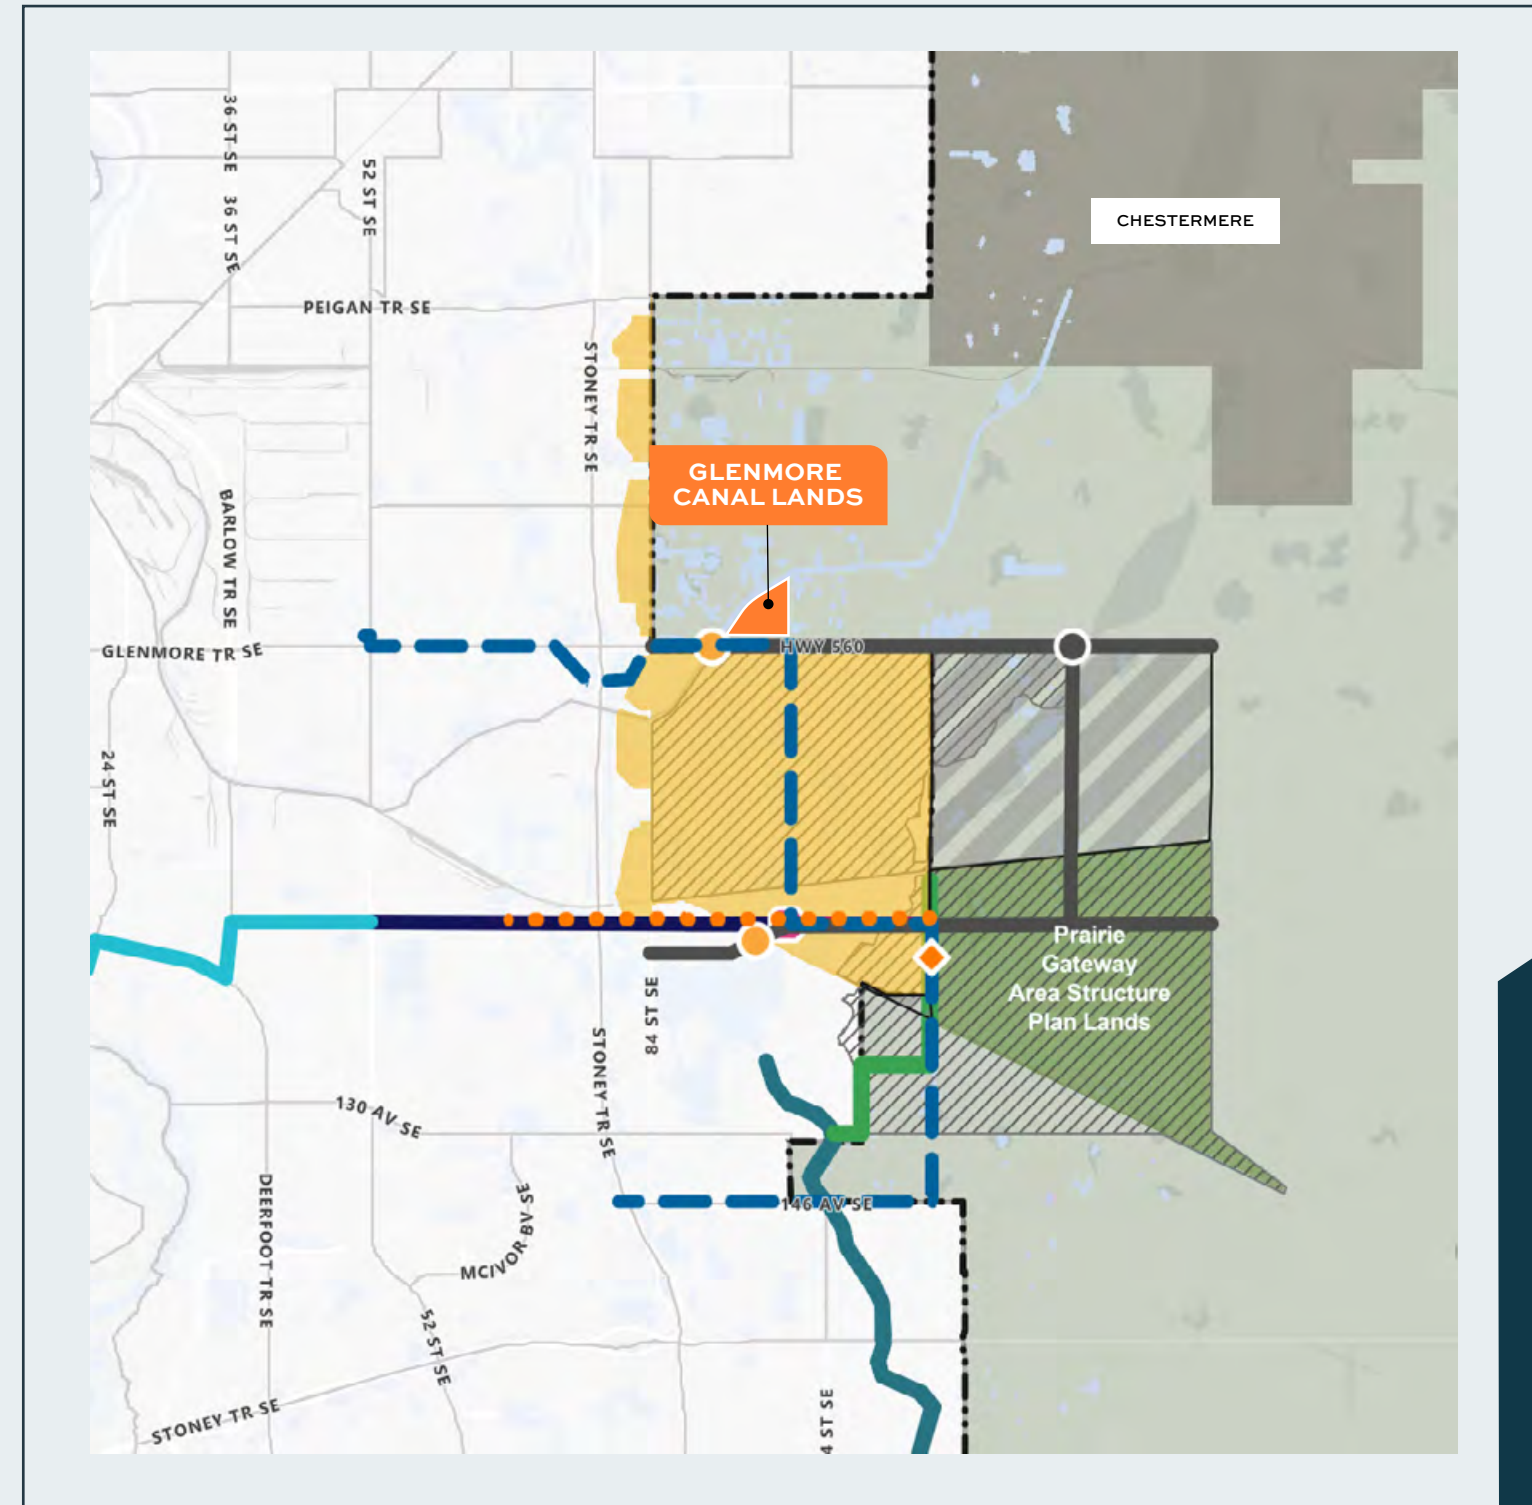 36 ST SE
36 ST SE
52 ST SE
CHESTERMERE
PEIGAN TR SE
STONEY TR SE
GLENMORE
CANAL LANDS
BARLOW TR SE
GLENMORE TR SE
HWY 560
24 ST SE
Prairie
Gateway
Area Structure
Plan Lands
84 ST SE
STONEY TR SE
130 AV SE
DEERFOOT TR SE
MCIVOR BV SE
146 AV SE
52 ST SE
STONEY TR SE
4 ST SE